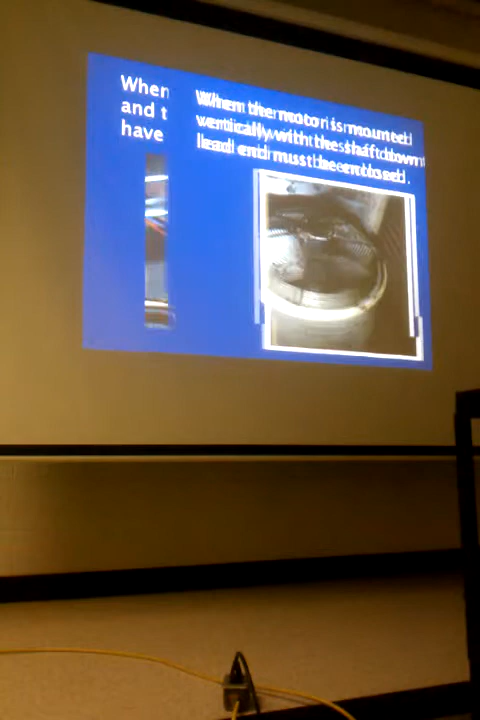 When
and t
have
When the motor is mounted
vertically with the shaft down
lead end must be enclosed.